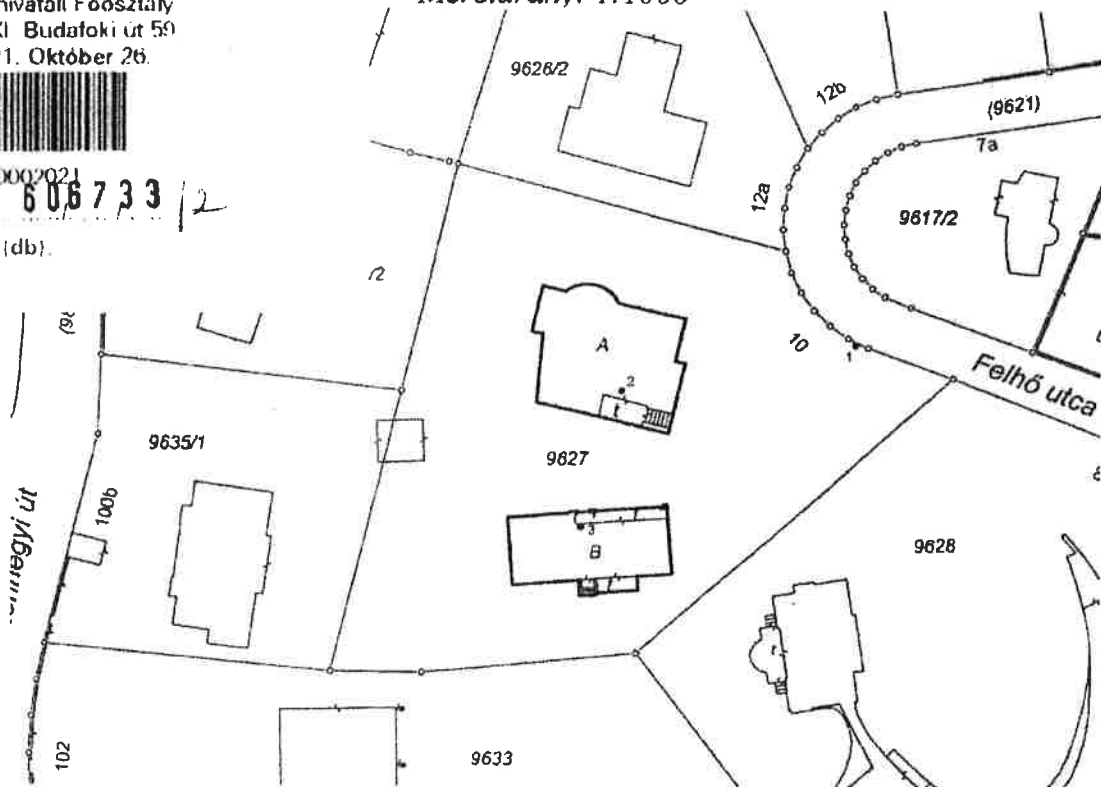 Főosztály
XI. Budafoki út 59
1. Október 26.
606733/2
(db).
9626/2
12b
(9621)
7a
12a
9617/2
A
2
t
10
1
Felhő utca
9635/1
9627
100b
3
B
9628
t
102
9633